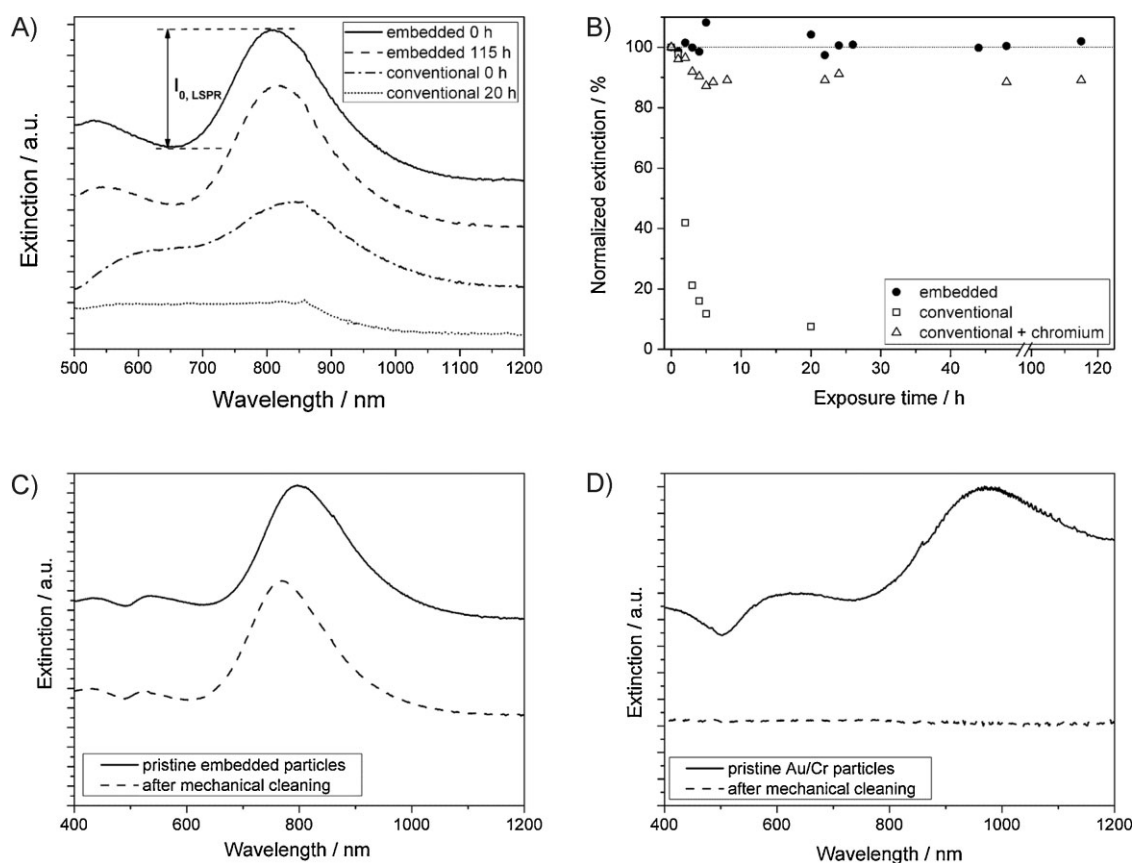 A)
I0, LSPR
embedded 0 h
embedded 115 h
conventional 0 h
conventional 20 h
Extinction / a.u.
500 600 700 800 900 1000 1100 1200
Wavelength / nm
B)
Normalized extinction / %
100
80
60
40
20
0
embedded
conventional
conventional + chromium
0 10 20 30 40 100 120
Exposure time / h
C)
Extinction / a.u.
pristine embedded particles
after mechanical cleaning
400 600 800 1000 1200
Wavelength / nm
D)
Extinction / a.u.
pristine Au/Cr particles
after mechanical cleaning
400 600 800 1000 1200
Wavelength / nm